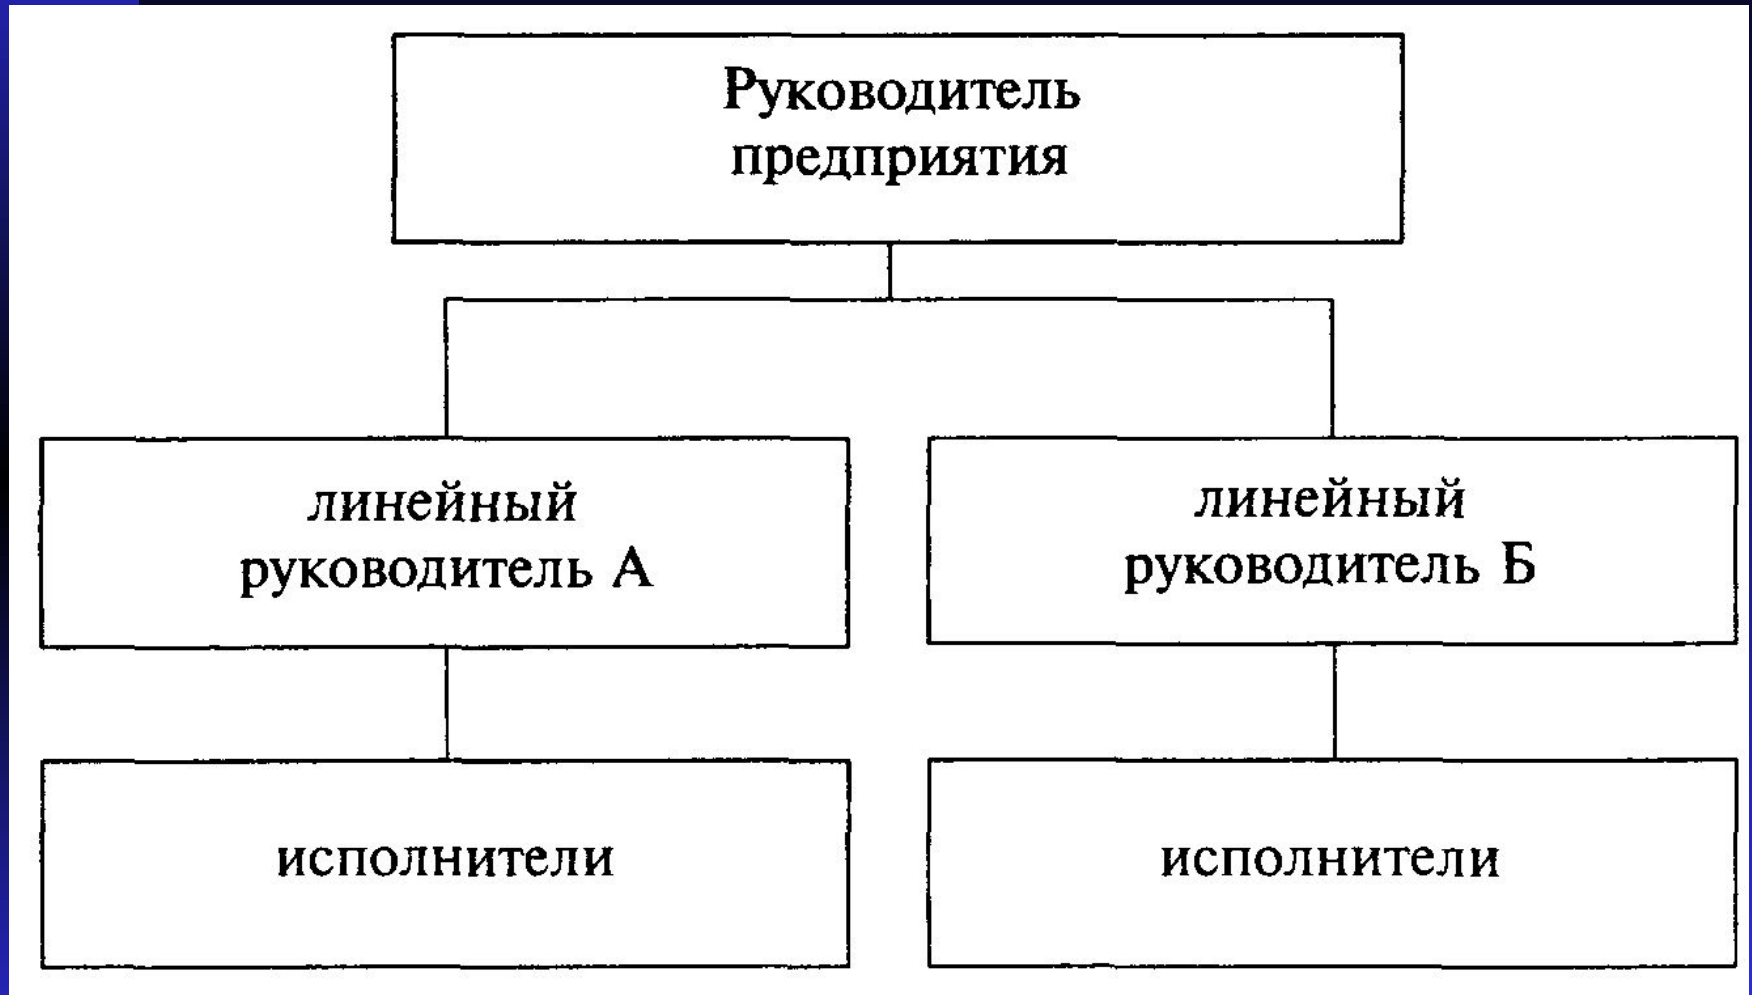 Руководитель
предприятия
линейный
руководитель А
линейный
руководитель Б
исполнители
исполнители